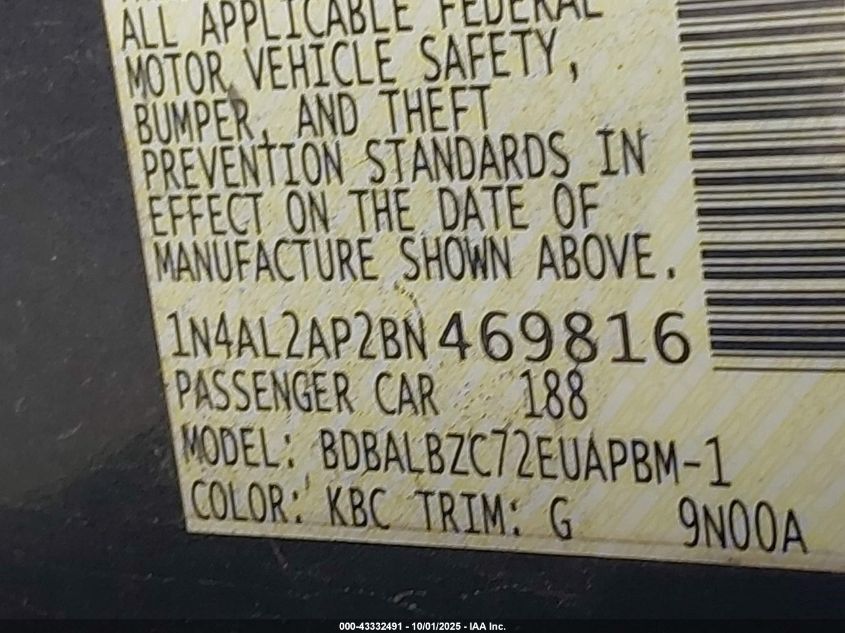 ALL APPLICABLE FEDERAL
MOTOR VEHICLE SAFETY,
BUMPER, AND THEFT
PREVENTION STANDARDS IN
EFFECT ON THE DATE OF
MANUFACTURE SHOWN ABOVE.
1N4AL2AP2BN469816
PASSENGER CAR 188
MODEL: BDBALBZC72EUAPBM-1
COLOR: KBC TRIM: G 9N00A
000-43332491 - 10/01/2025 - IAA Inc.